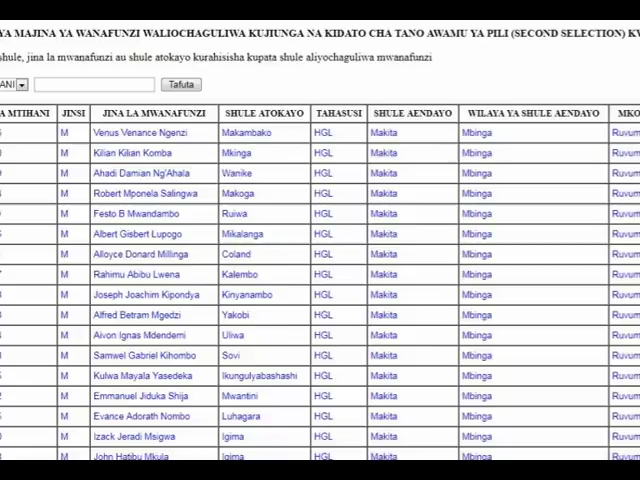 YA MAJINA YA WANAFUNZI WALIOCHAGULIWA KUJIUNGA NA KIDATO CHA TANO AWAMU YA PILI (SECOND SELECTION)
shule, jina la mwanafunzi au shule atokayo kurahisisha kupata shule aliyochaguliwa mwanafunzi
Tafuta
MTIHANI JINSI JINA LA MWANAFUNZI SHULE ATOKAYO TAHASUSI SHULE AENDAYO WILAYA YA SHULE AENDAYO
M Venus Venance Ngenzi Makambako HGL Makita Mbinga
M Kilian Kilian Komba Mkinga HGL Makita Mbinga
M Ahadi Damian Ng'Ahala Wanike HGL Makita Mbinga
M Robert Mponela Salingwa Makoga HGL Makita Mbinga
M Festo B Mwandambo Ruiwa HGL Makita Mbinga
M Albert Gisbert Lupogo Mikalanga HGL Makita Mbinga
M Alloyce Donard Millinga Coland HGL Makita Mbinga
M Rahimu Abibu Lwena Kalembo HGL Makita Mbinga
M Joseph Joachim Kipondya Kinyanambo HGL Makita Mbinga
M Alfred Betram Mgedzi Yakobi HGL Makita Mbinga
M Aivon Ignas Mdendemi Uliwa HGL Makita Mbinga
M Samwel Gabriel Kihombo Sovi HGL Makita Mbinga
M Kulwa Mayala Yasedeka Ikungulyabashashi HGL Makita Mbinga
M Emmanuel Jiduka Shija Mwantini HGL Makita Mbinga
M Evance Adorath Nombo Luhagara HGL Makita Mbinga
M Izack Jeradi Msigwa Igima HGL Makita Mbinga
M John Hatibu Mkula Igima HGL Makita Mbinga